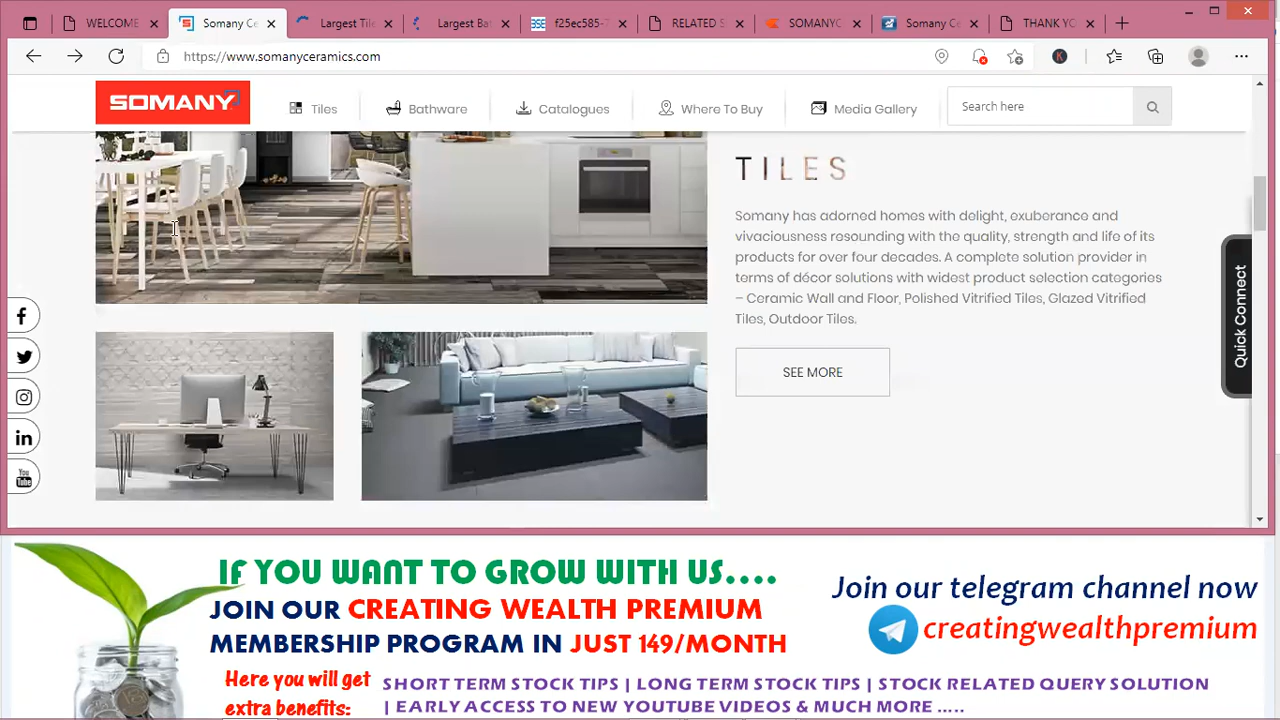 WELCOME
Somany Ce
Largest Tile
Largest Ba
f25ec585-7
RELATED S
SOMANYC
Somany Ce
THANK YO
https://www.somanyceramics.com
SOMANY
Tiles
Bathware
Catalogues
Where To Buy
Media Gallery
Search here
TILES
Somany has adorned homes with delight, exuberance and
vivaciousness resounding with the quality, strength and life of its
products for over four decades. A complete solution provider in
terms of décor solutions with widest product selection categories
– Ceramic Wall and Floor, Polished Vitrified Tiles, Glazed Vitrified
Tiles, Outdoor Tiles.
SEE MORE
Quick Connect
You
Tube
IF YOU WANT TO GROW WITH US....
JOIN OUR CREATING WEALTH PREMIUM
MEMBERSHIP PROGRAM IN JUST 149/MONTH
Join our telegram channel now
creatingwealthpremium
Here you will get
extra benefits:
SHORT TERM STOCK TIPS | LONG TERM STOCK TIPS | STOCK RELATED QUERY SOLUTION
| EARLY ACCESS TO NEW YOUTUBE VIDEOS & MUCH MORE .....